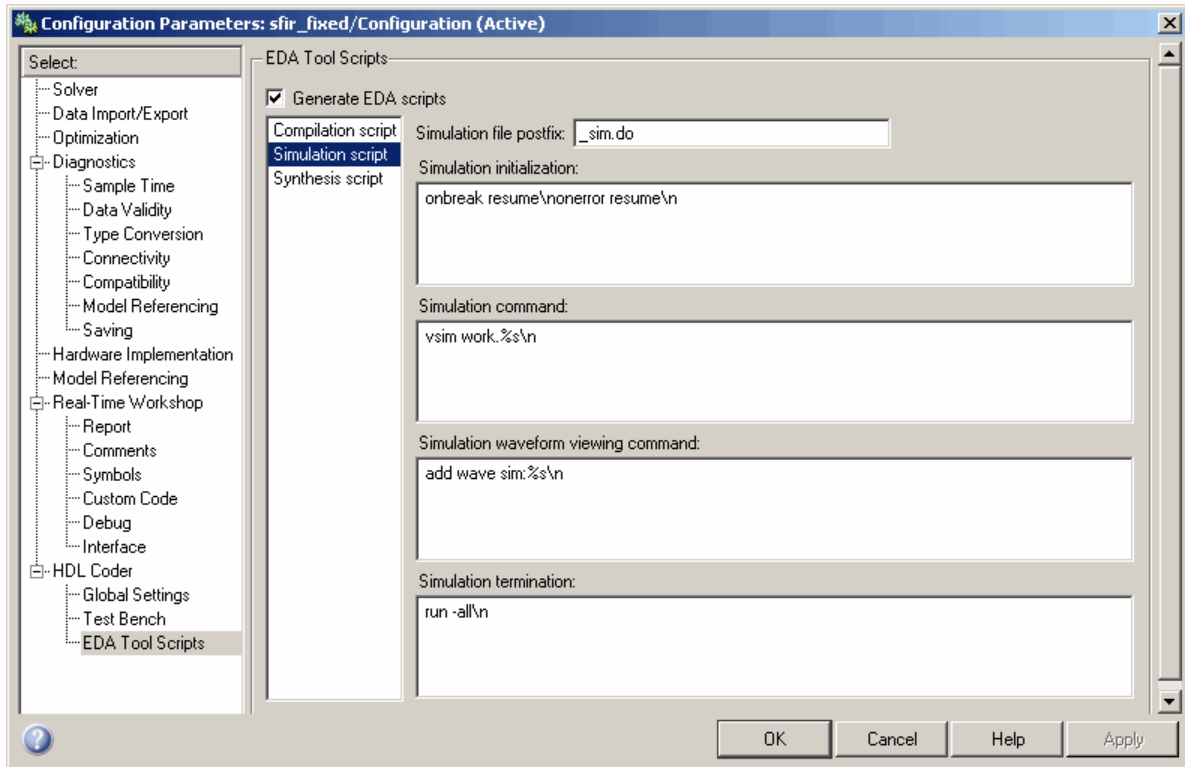 Configuration Parameters: sfir_fixed/Configuration (Active)
Select:
Solver
Data Import/Export
Optimization
Diagnostics
Sample Time
Data Validity
Type Conversion
Connectivity
Compatibility
Model Referencing
Saving
Hardware Implementation
Model Referencing
Real-Time Workshop
Report
Comments
Symbols
Custom Code
Debug
Interface
HDL Coder
Global Settings
Test Bench
EDA Tool Scripts
EDA Tool Scripts
Generate EDA scripts
Compilation script
Simulation script
Synthesis script
Simulation file postfix: _sim.do
Simulation initialization:
onbreak resume\nonerror resume\n
Simulation command:
vsim work.%s\n
Simulation waveform viewing command:
add wave sim:%s\n
Simulation termination:
run -all\n
?
OK Cancel Help Apply